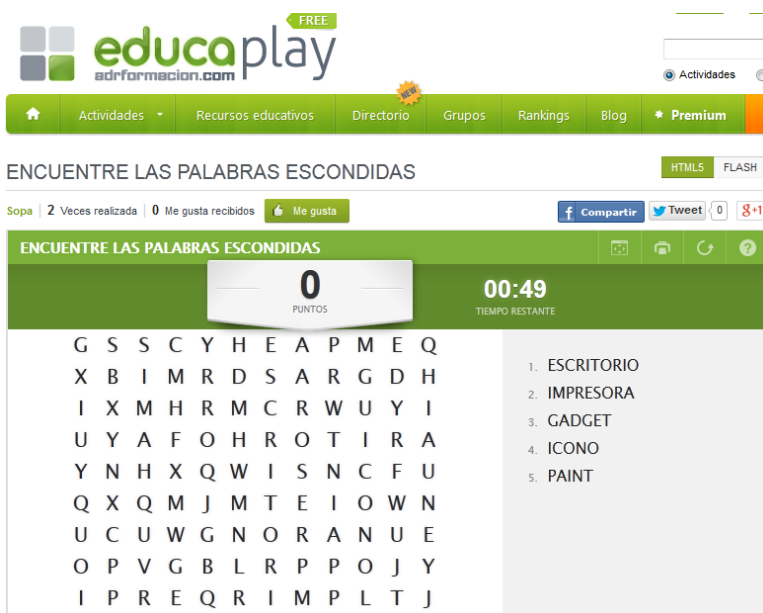 FREE
educaplay
adrformacion.com
Actividades
NEW
Actividades Recursos educativos Directorio Grupos Rankings Blog Premium
ENCUENTRE LAS PALABRAS ESCONDIDAS
HTML5 FLASH
Sopa | 2 Veces realizada | 0 Me gusta recibidos Me gusta
f Compartir Tweet 0 g+1
ENCUENTRE LAS PALABRAS ESCONDIDAS
?
0
PUNTOS
00:49
TIEMPO RESTANTE
G S S C Y H E A P M E Q
X B I M R D S A R G D H
I X M H R M C R W U Y I
U Y A F O H R O T I R A
Y N H X Q W I S N C F U
Q X Q M J M T E I O W N
U C U W G N O R A N U E
O P V G B L R P P O J Y
I P R E Q R I M P L T J
1. ESCRITORIO
2. IMPRESORA
3. GADGET
4. ICONO
5. PAINT